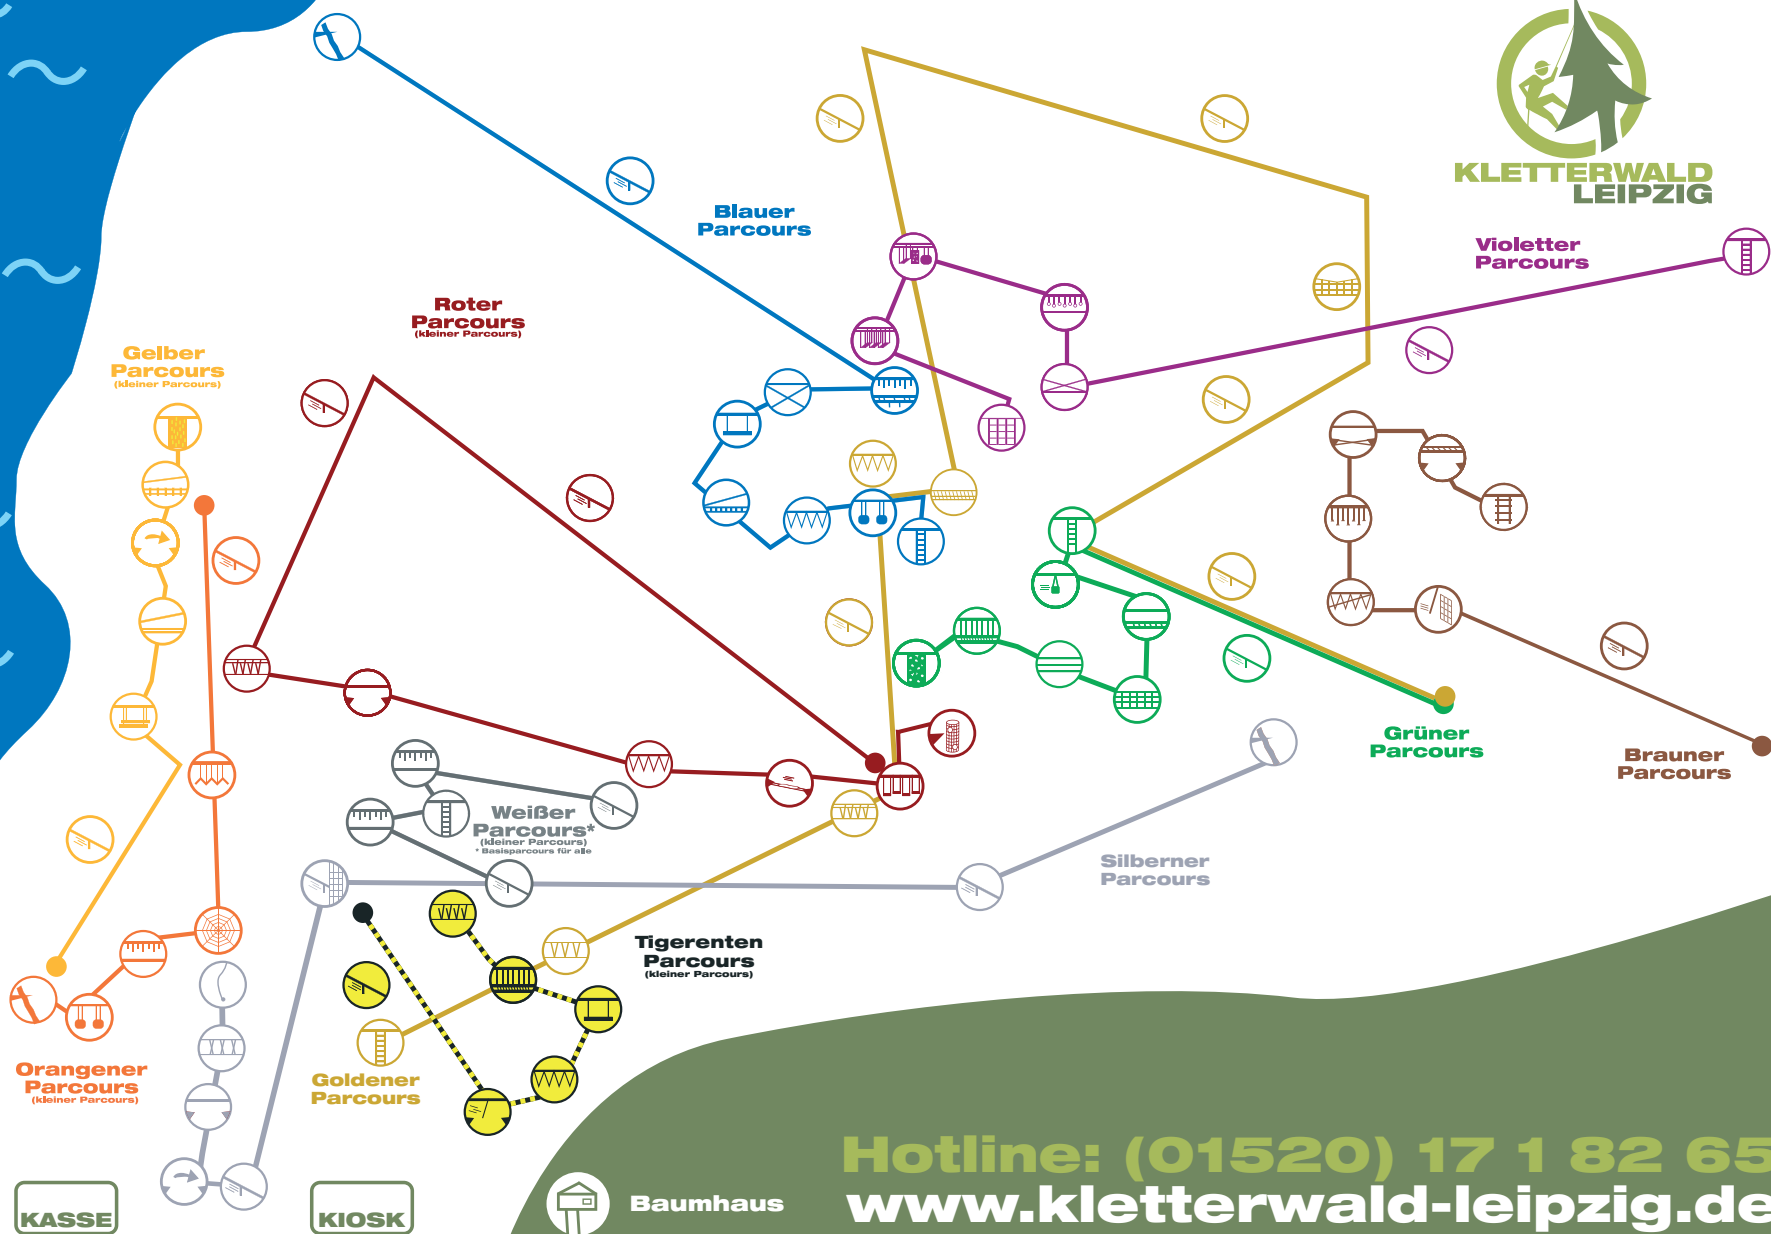 KLETTERWALD
LEIPZIG
Blauer
Parcours
Violetter
Parcours
Roter
Parcours
(kleiner Parcours)
Gelber
Parcours
(kleiner Parcours)
Grüner
Parcours
Brauner
Parcours
Weißer
Parcours*
(kleiner Parcours)
* Basisparcours für alle
Silberner
Parcours
Tigerenten
Parcours
(kleiner Parcours)
Orangener
Parcours
(kleiner Parcours)
Goldener
Parcours
KASSE
KIOSK
Baumhaus
Hotline: (01520) 17 1 82 65
www.kletterwald-leipzig.de